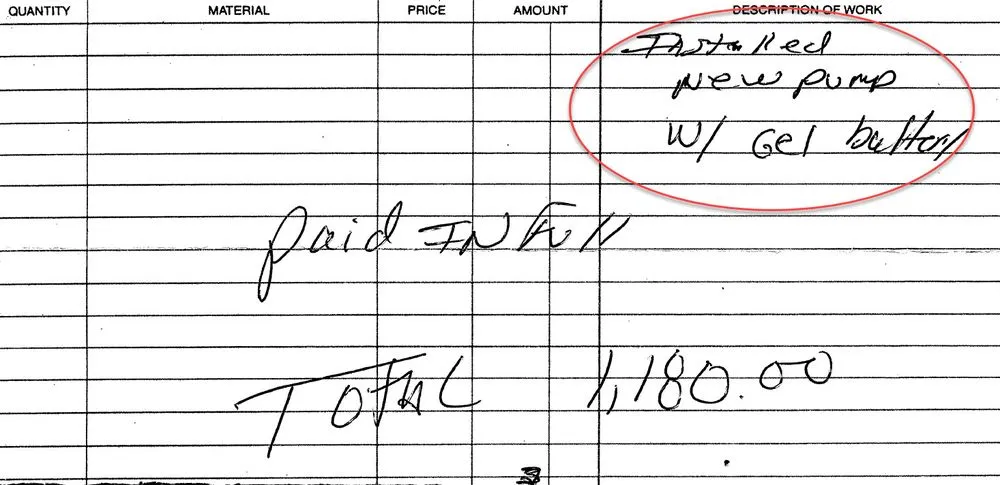 QUANTITY MATERIAL PRICE AMOUNT DESCRIPTION OF WORK
Installed
New pump
W/ Gel battery
paid IN Full
TOTAL 1,180.00